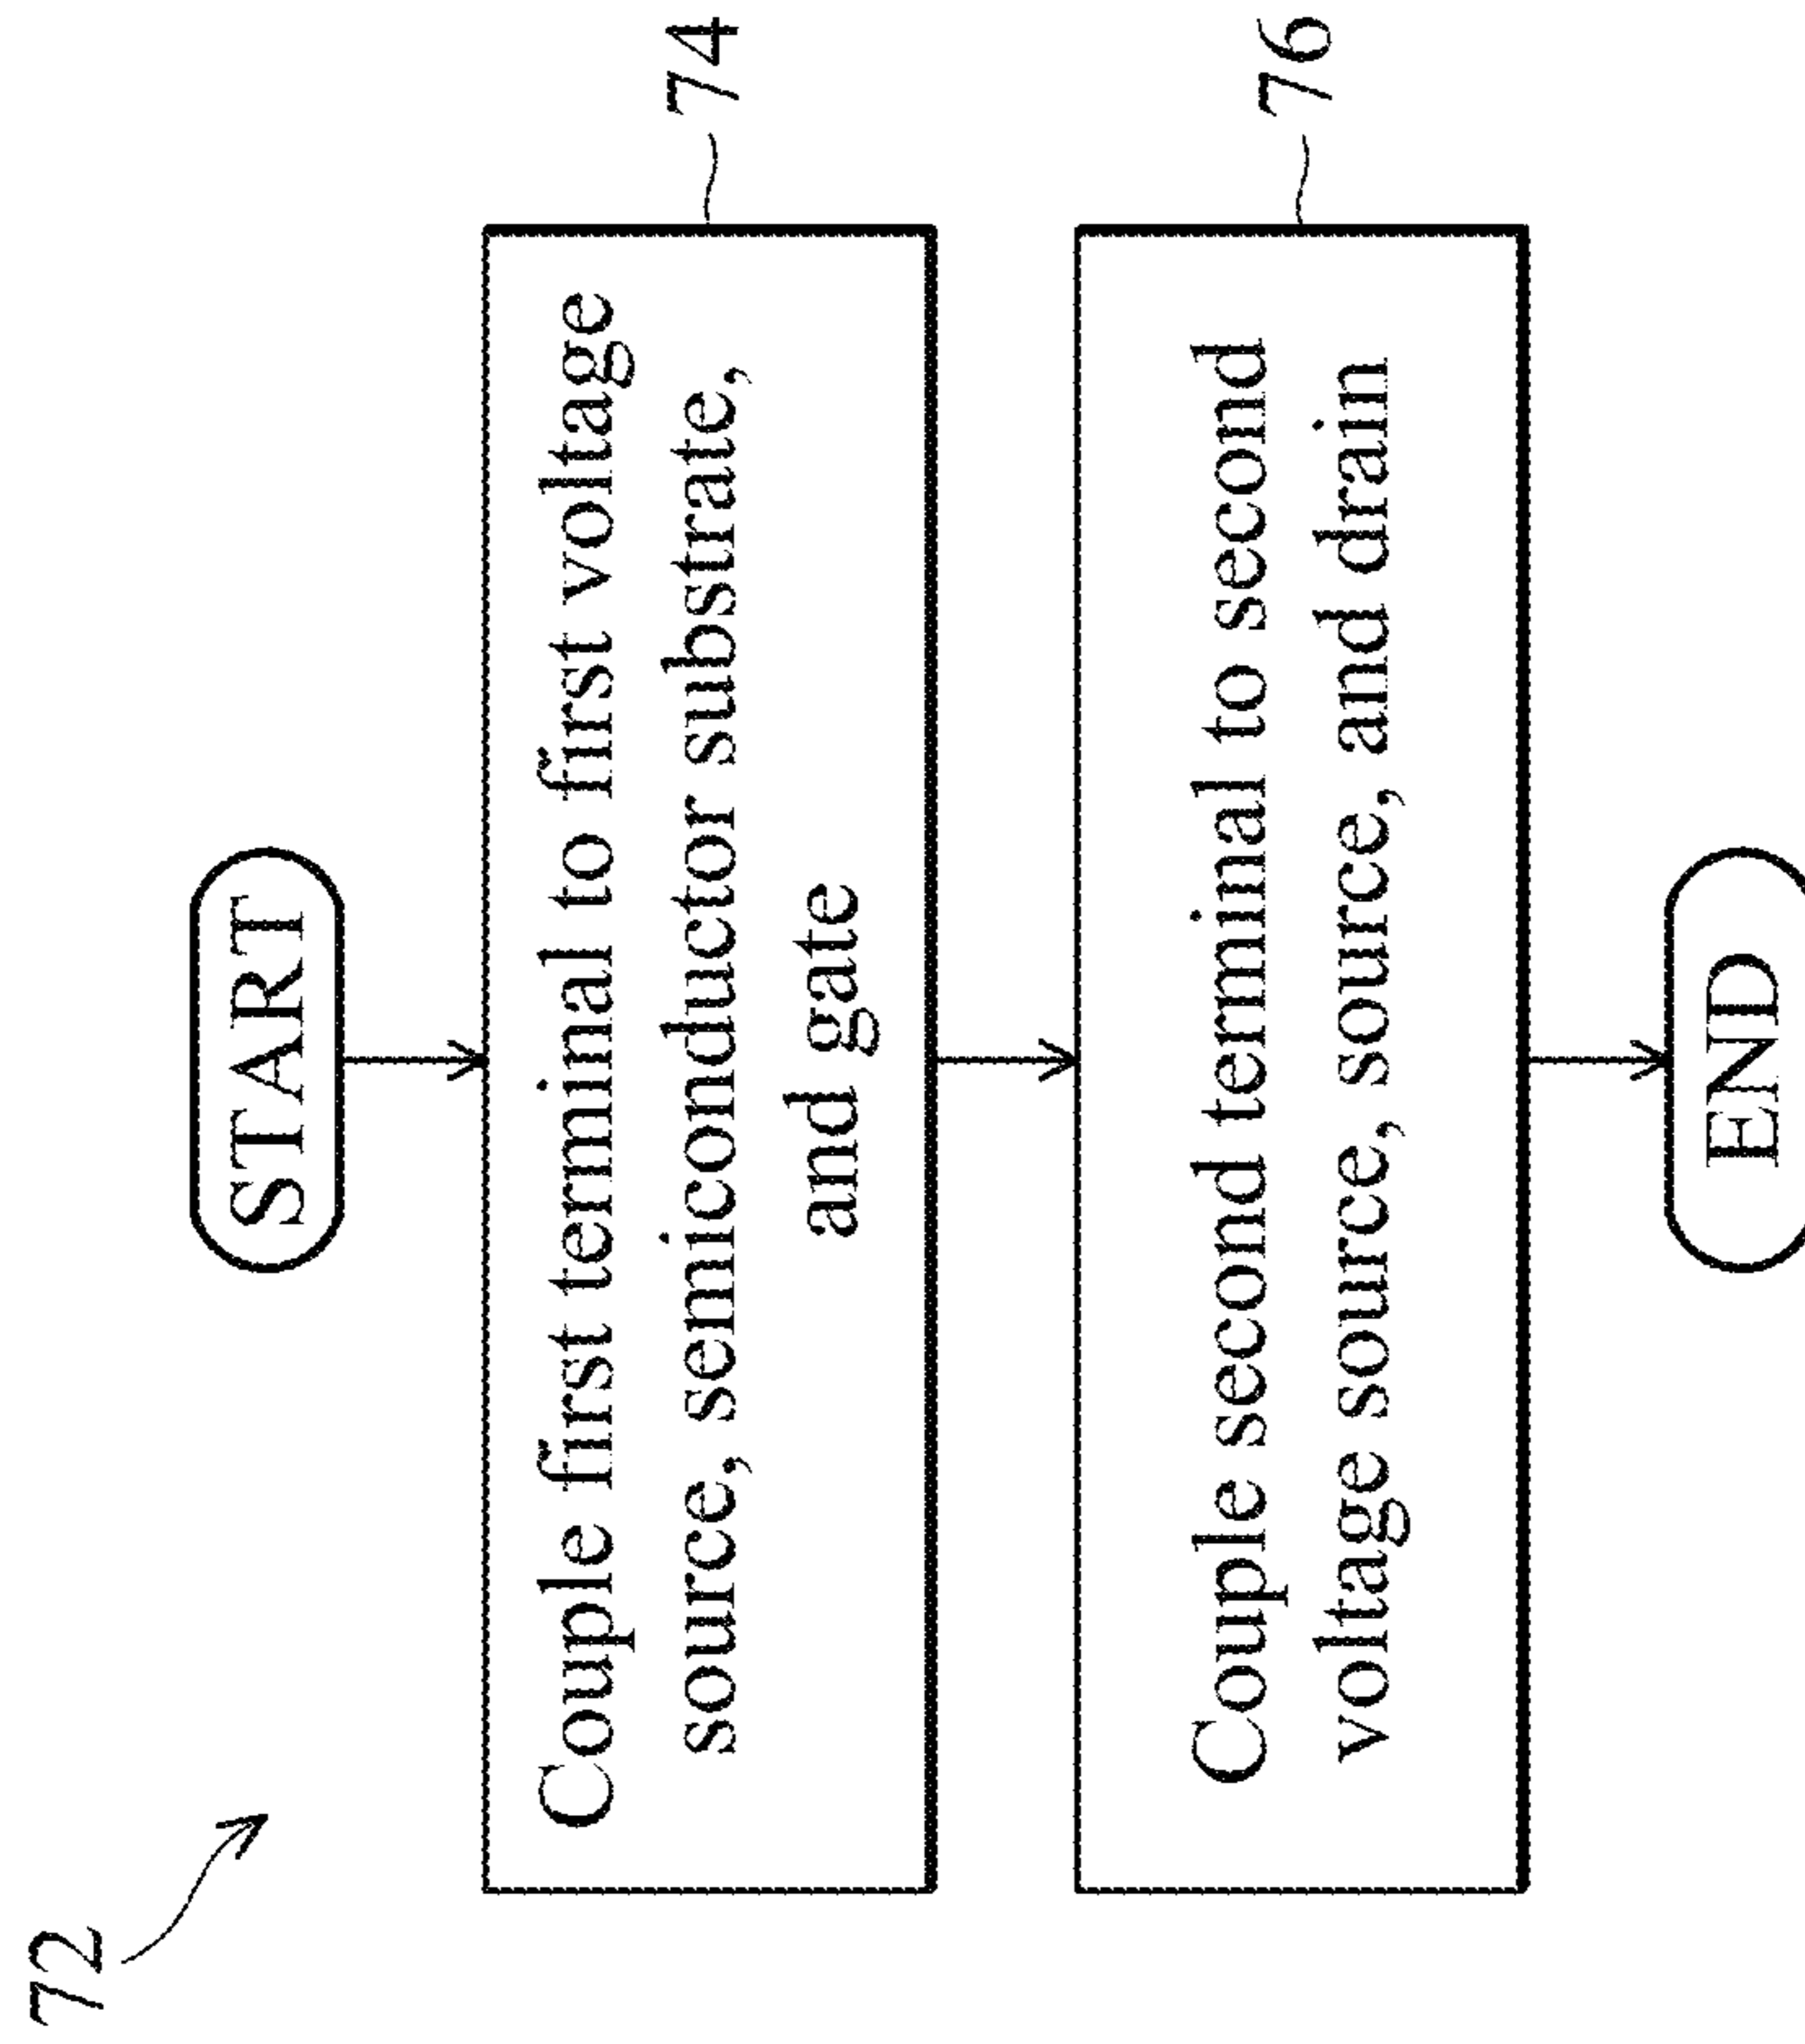 72
START
Couple first terminal to first voltage
source, semiconductor substrate,
and gate
74
Couple second terminal to second
voltage source, source, and drain
76
END